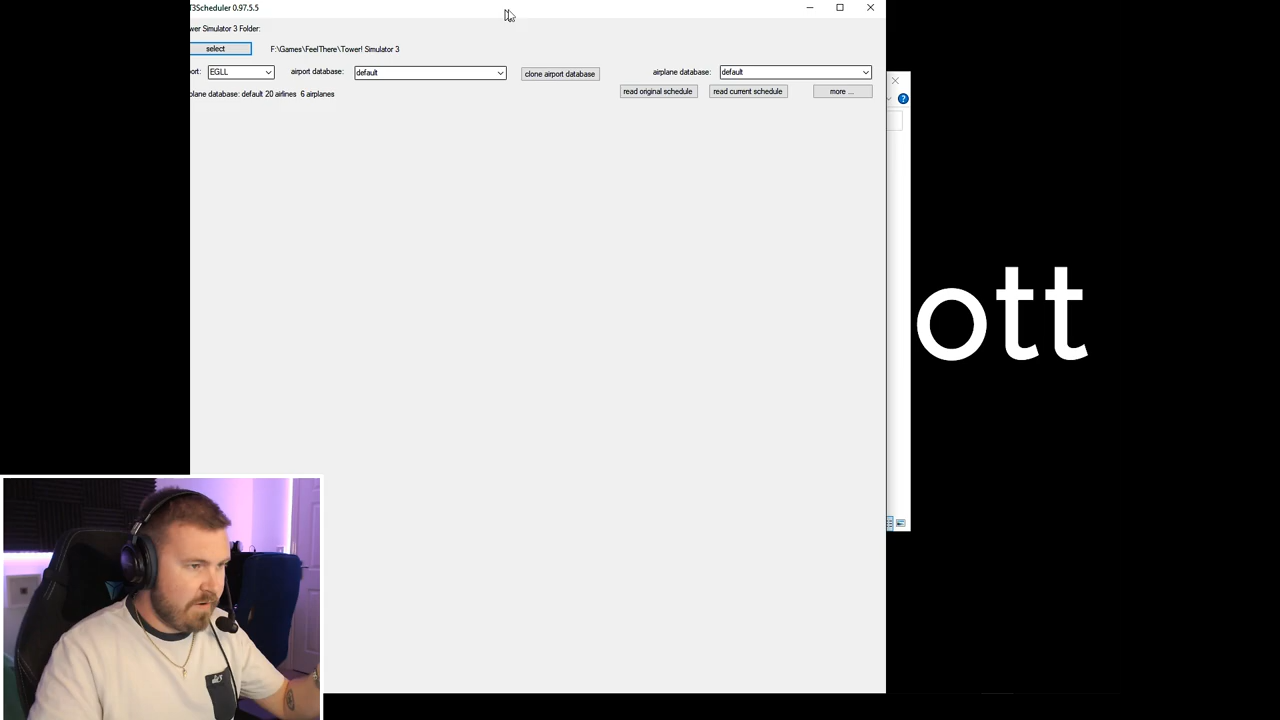 T3Scheduler 0.97.5.5
wer Simulator 3 Folder:
select F:\Games\FeelThere\Tower! Simulator 3
ort: EGLL airport database: default clone airport database airplane database: default
plane database: default 20 airlines 6 airplanes read original schedule read current schedule more ...
ott